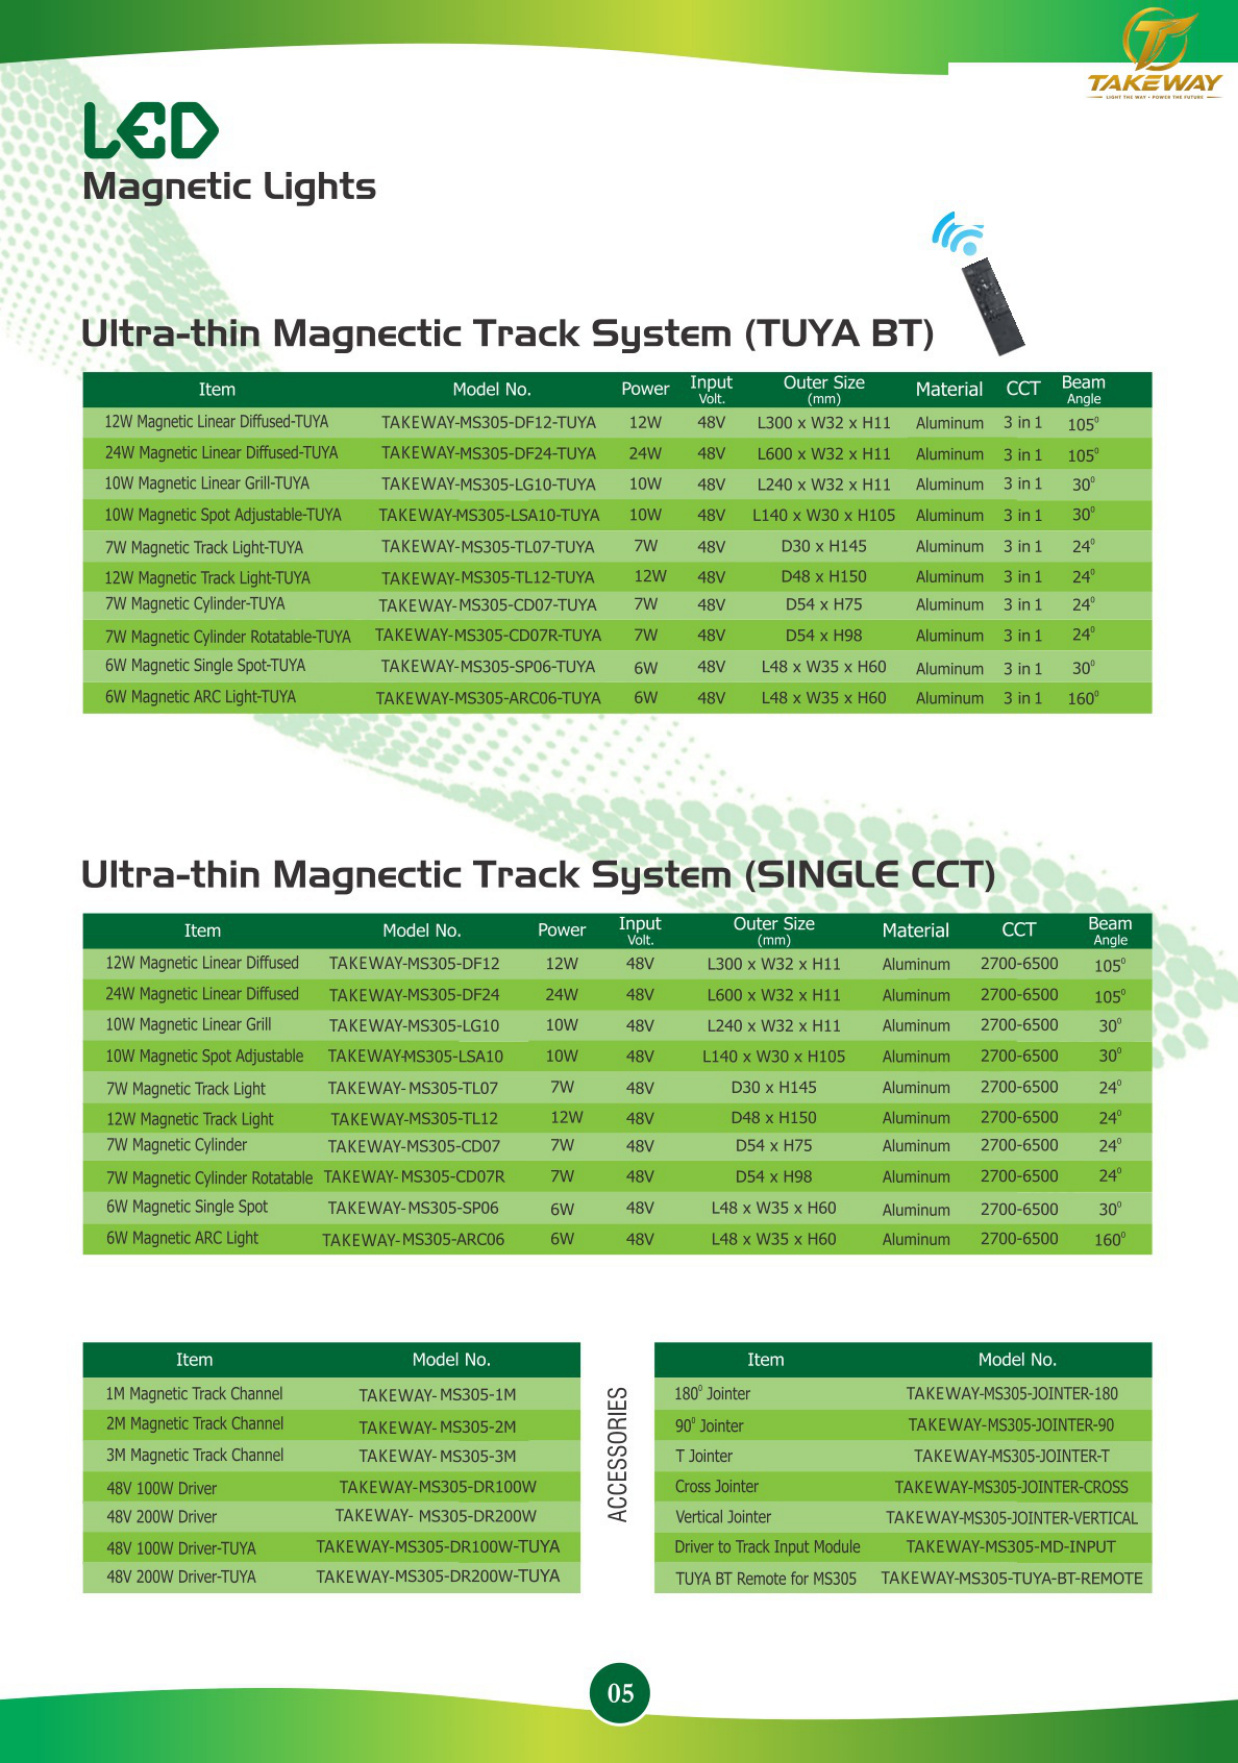 TAKEWAY
LIGHT THE WAY - POWER THE FUTURE
LED
Magnetic Lights
Ultra-thin Magnectic Track System (TUYA BT)
Item Model No. Power Input Volt. Outer Size (mm) Material CCT Beam Angle
12W Magnetic Linear Diffused-TUYA TAKEWAY-MS305-DF12-TUYA 12W 48V L300 x W32 x H11 Aluminum 3 in 1 105⁰
24W Magnetic Linear Diffused-TUYA TAKEWAY-MS305-DF24-TUYA 24W 48V L600 x W32 x H11 Aluminum 3 in 1 105⁰
10W Magnetic Linear Grill-TUYA TAKEWAY-MS305-LG10-TUYA 10W 48V L240 x W32 x H11 Aluminum 3 in 1 30⁰
10W Magnetic Spot Adjustable-TUYA TAKEWAY-MS305-LSA10-TUYA 10W 48V L140 x W30 x H105 Aluminum 3 in 1 30⁰
7W Magnetic Track Light-TUYA TAKEWAY-MS305-TL07-TUYA 7W 48V D30 x H145 Aluminum 3 in 1 24⁰
12W Magnetic Track Light-TUYA TAKEWAY-MS305-TL12-TUYA 12W 48V D48 x H150 Aluminum 3 in 1 24⁰
7W Magnetic Cylinder-TUYA TAKEWAY-MS305-CD07-TUYA 7W 48V D54 x H75 Aluminum 3 in 1 24⁰
7W Magnetic Cylinder Rotatable-TUYA TAKEWAY-MS305-CD07R-TUYA 7W 48V D54 x H98 Aluminum 3 in 1 24⁰
6W Magnetic Single Spot-TUYA TAKEWAY-MS305-SP06-TUYA 6W 48V L48 x W35 x H60 Aluminum 3 in 1 30⁰
6W Magnetic ARC Light-TUYA TAKEWAY-MS305-ARC06-TUYA 6W 48V L48 x W35 x H60 Aluminum 3 in 1 160⁰
Ultra-thin Magnectic Track System (SINGLE CCT)
Item Model No. Power Input Volt. Outer Size (mm) Material CCT Beam Angle
12W Magnetic Linear Diffused TAKEWAY-MS305-DF12 12W 48V L300 x W32 x H11 Aluminum 2700-6500 105⁰
24W Magnetic Linear Diffused TAKEWAY-MS305-DF24 24W 48V L600 x W32 x H11 Aluminum 2700-6500 105⁰
10W Magnetic Linear Grill TAKEWAY-MS305-LG10 10W 48V L240 x W32 x H11 Aluminum 2700-6500 30⁰
10W Magnetic Spot Adjustable TAKEWAY-MS305-LSA10 10W 48V L140 x W30 x H105 Aluminum 2700-6500 30⁰
7W Magnetic Track Light TAKEWAY-MS305-TL07 7W 48V D30 x H145 Aluminum 2700-6500 24⁰
12W Magnetic Track Light TAKEWAY-MS305-TL12 12W 48V D48 x H150 Aluminum 2700-6500 24⁰
7W Magnetic Cylinder TAKEWAY-MS305-CD07 7W 48V D54 x H75 Aluminum 2700-6500 24⁰
7W Magnetic Cylinder Rotatable TAKEWAY-MS305-CD07R 7W 48V D54 x H98 Aluminum 2700-6500 24⁰
6W Magnetic Single Spot TAKEWAY-MS305-SP06 6W 48V L48 x W35 x H60 Aluminum 2700-6500 30⁰
6W Magnetic ARC Light TAKEWAY-MS305-ARC06 6W 48V L48 x W35 x H60 Aluminum 2700-6500 160⁰
Item Model No.
1M Magnetic Track Channel TAKEWAY-MS305-1M
2M Magnetic Track Channel TAKEWAY-MS305-2M
3M Magnetic Track Channel TAKEWAY-MS305-3M
48V 100W Driver TAKEWAY-MS305-DR100W
48V 200W Driver TAKEWAY- MS305-DR200W
48V 100W Driver-TUYA TAKEWAY-MS305-DR100W-TUYA
48V 200W Driver-TUYA TAKEWAY-MS305-DR200W-TUYA
ACCESSORIES
Item Model No.
180⁰ Jointer TAKEWAY-MS305-JOINTER-180
90⁰ Jointer TAKEWAY-MS305-JOINTER-90
T Jointer TAKEWAY-MS305-JOINTER-T
Cross Jointer TAKEWAY-MS305-JOINTER-CROSS
Vertical Jointer TAKEWAY-MS305-JOINTER-VERTICAL
Driver to Track Input Module TAKEWAY-MS305-MD-INPUT
TUYA BT Remote for MS305 TAKEWAY-MS305-TUYA-BT-REMOTE
05